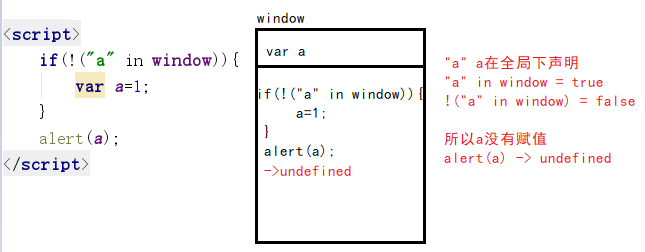 <script>
if(!("a" in window)){
var a=1;
}
alert(a);
</script>
window
var a
if(!("a" in window)){
a=1;
}
alert(a);
->undefined
"a" a在全局下声明
"a" in window = true
!("a" in window) = false
所以a没有赋值
alert(a) -> undefined